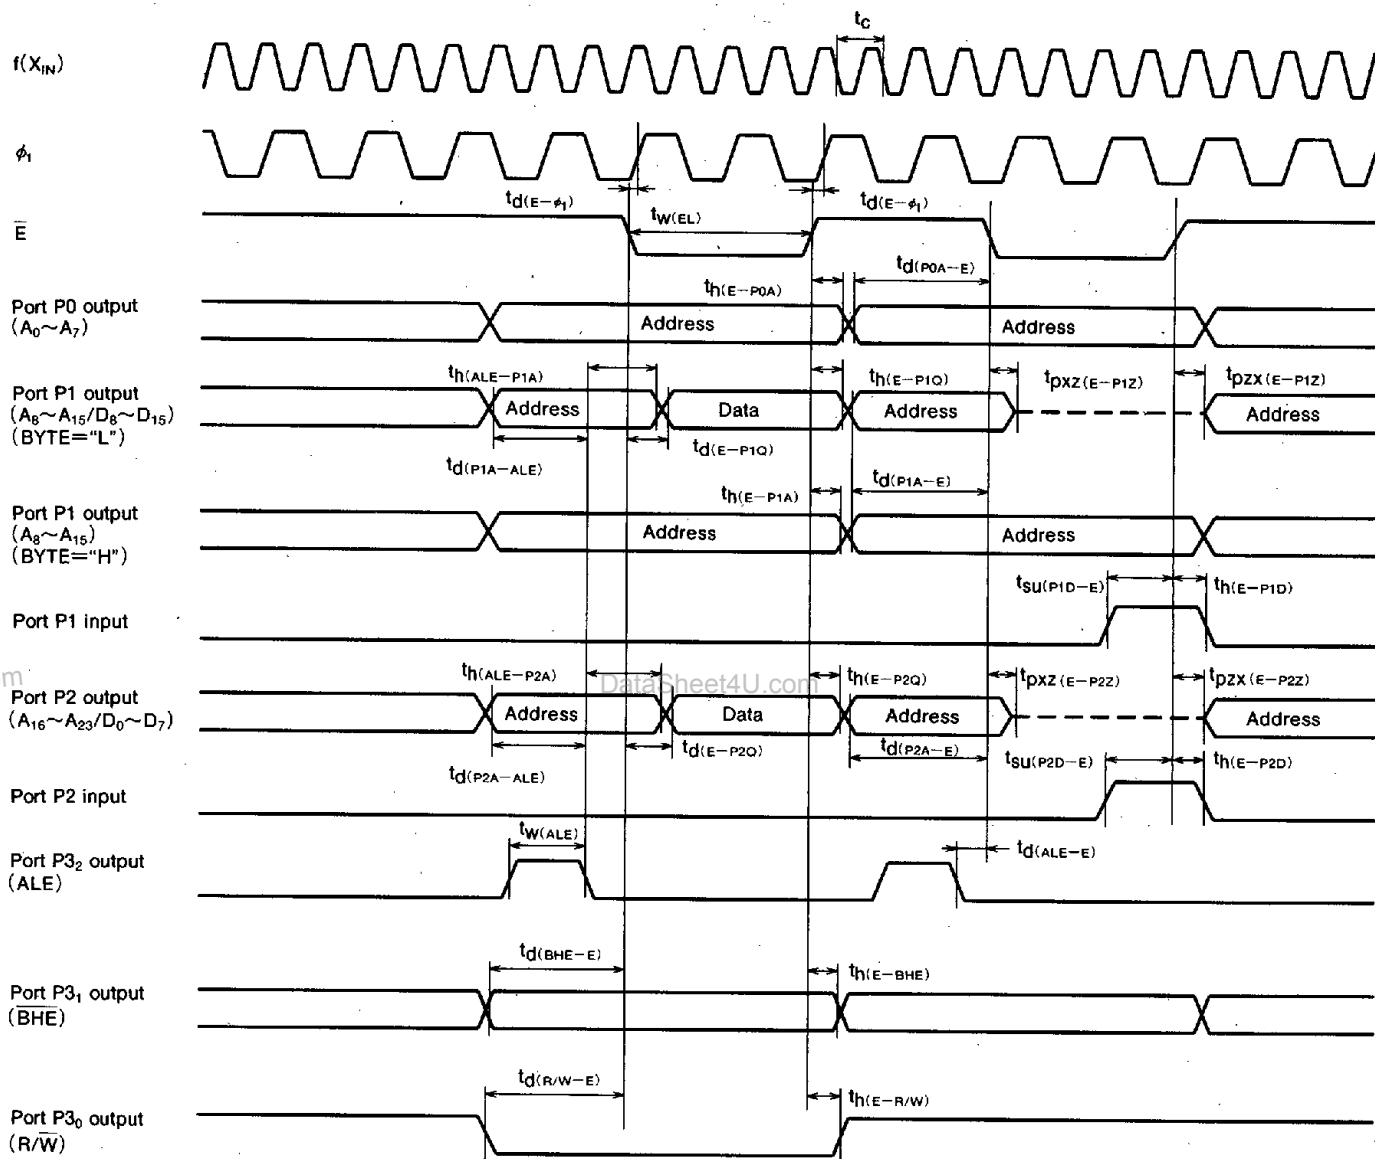 tC
f(XIN)
ϕ1
td(E-ϕ1)
tW(EL)
td(E-ϕ1)
E̅
td(P0A-E)
th(E-P0A)
Port P0 output
(A0~A7)
Address
Address
th(ALE-P1A)
th(E-P1Q)
tpxz(E-P1Z)
tpzx(E-P1Z)
Port P1 output
(A8~A15/D8~D15)
(BYTE="L")
Address
Data
Address
Address
td(P1A-ALE)
td(E-P1Q)
td(P1A-E)
th(E-P1A)
Port P1 output
(A8~A15)
(BYTE="H")
Address
Address
tsu(P1D-E)
th(E-P1D)
Port P1 input
th(ALE-P2A)
DataSheet4U.com
th(E-P2Q)
tpxz(E-P2Z)
tpzx(E-P2Z)
om
Port P2 output
(A16~A23/D0~D7)
Address
Data
Address
Address
td(P2A-ALE)
td(E-P2Q)
td(P2A-E)
tsu(P2D-E)
th(E-P2D)
Port P2 input
tW(ALE)
td(ALE-E)
Port P32 output
(ALE)
td(BHE-E)
th(E-BHE)
Port P31 output
(B̅H̅E̅)
td(R/W-E)
th(E-R/W)
Port P30 output
(R/W̅)